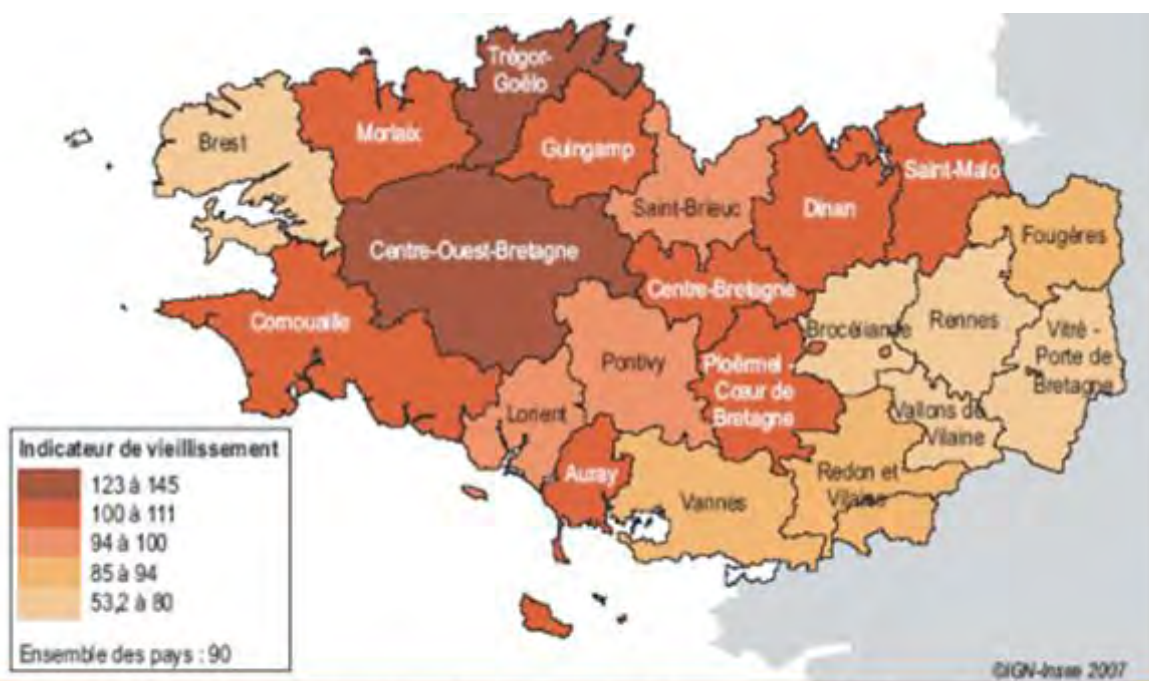 Trégor-
Goëlo
Brest
Morlaix
Guingamp
Saint-Malo
Saint-Brieuc
Dinan
Fougères
Centre-Ouest-Bretagne
Centre-Bretagne
Cornouaille
Brocéliande
Rennes
Vitré -
Porte de
Bretagne
Pontivy
Ploërmel -
Cœur de
Bretagne
Lorient
Vallons de
Vilaine
Auray
Vannes
Redon et
Vilaine
Indicateur de vieillissement
123 à 145
100 à 111
94 à 100
85 à 94
53,2 à 80
Ensemble des pays : 90
©IGN-Insee 2007